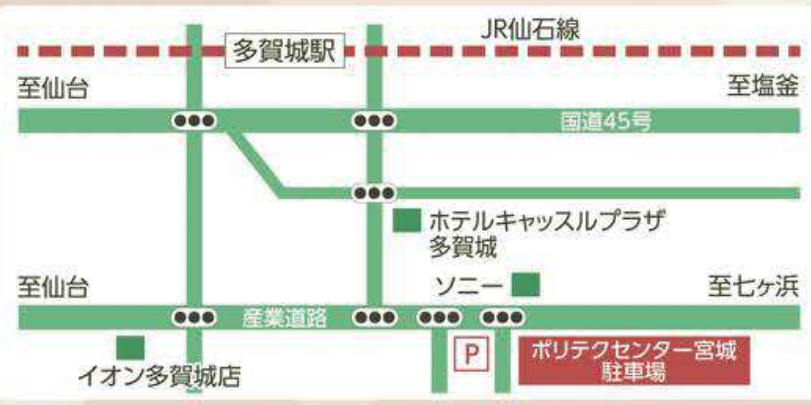 JR仙石線
多賀城駅
至仙台
至塩釜
国道45号
ホテルキャッスルプラザ
多賀城
ソニー
至仙台
至七ヶ浜
産業道路
P
ポリテクセンター宮城
駐車場
イオン多賀城店